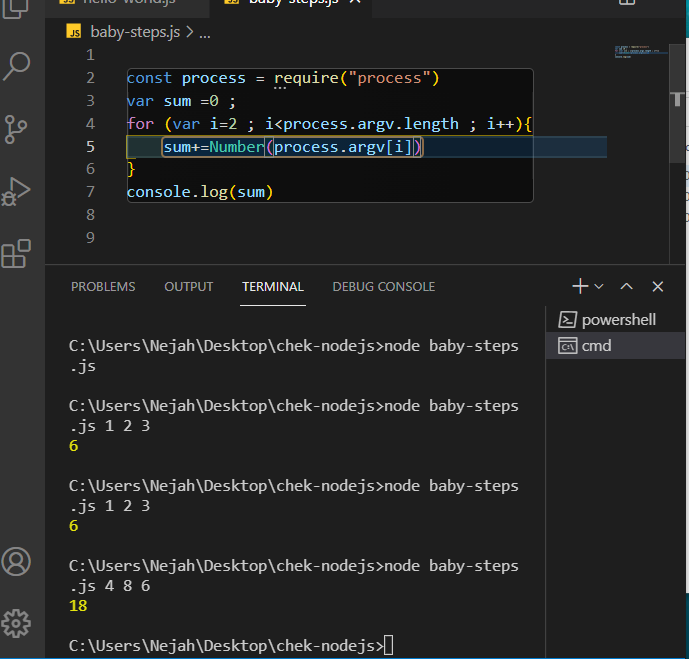 JS hello-world.js JS baby-steps.js
JS baby-steps.js > ...
1
2 const process = require("process")
3 var sum =0 ;
4 for (var i=2 ; i<process.argv.length ; i++){
5 sum+=Number(process.argv[i])
6 }
7 console.log(sum)
8
9
PROBLEMS OUTPUT TERMINAL DEBUG CONSOLE
powershell
cmd
C:\Users\Nejah\Desktop\chek-nodejs>node baby-steps
.js
C:\Users\Nejah\Desktop\chek-nodejs>node baby-steps
.js 1 2 3
6
C:\Users\Nejah\Desktop\chek-nodejs>node baby-steps
.js 1 2 3
6
C:\Users\Nejah\Desktop\chek-nodejs>node baby-steps
.js 4 8 6
18
C:\Users\Nejah\Desktop\chek-nodejs>